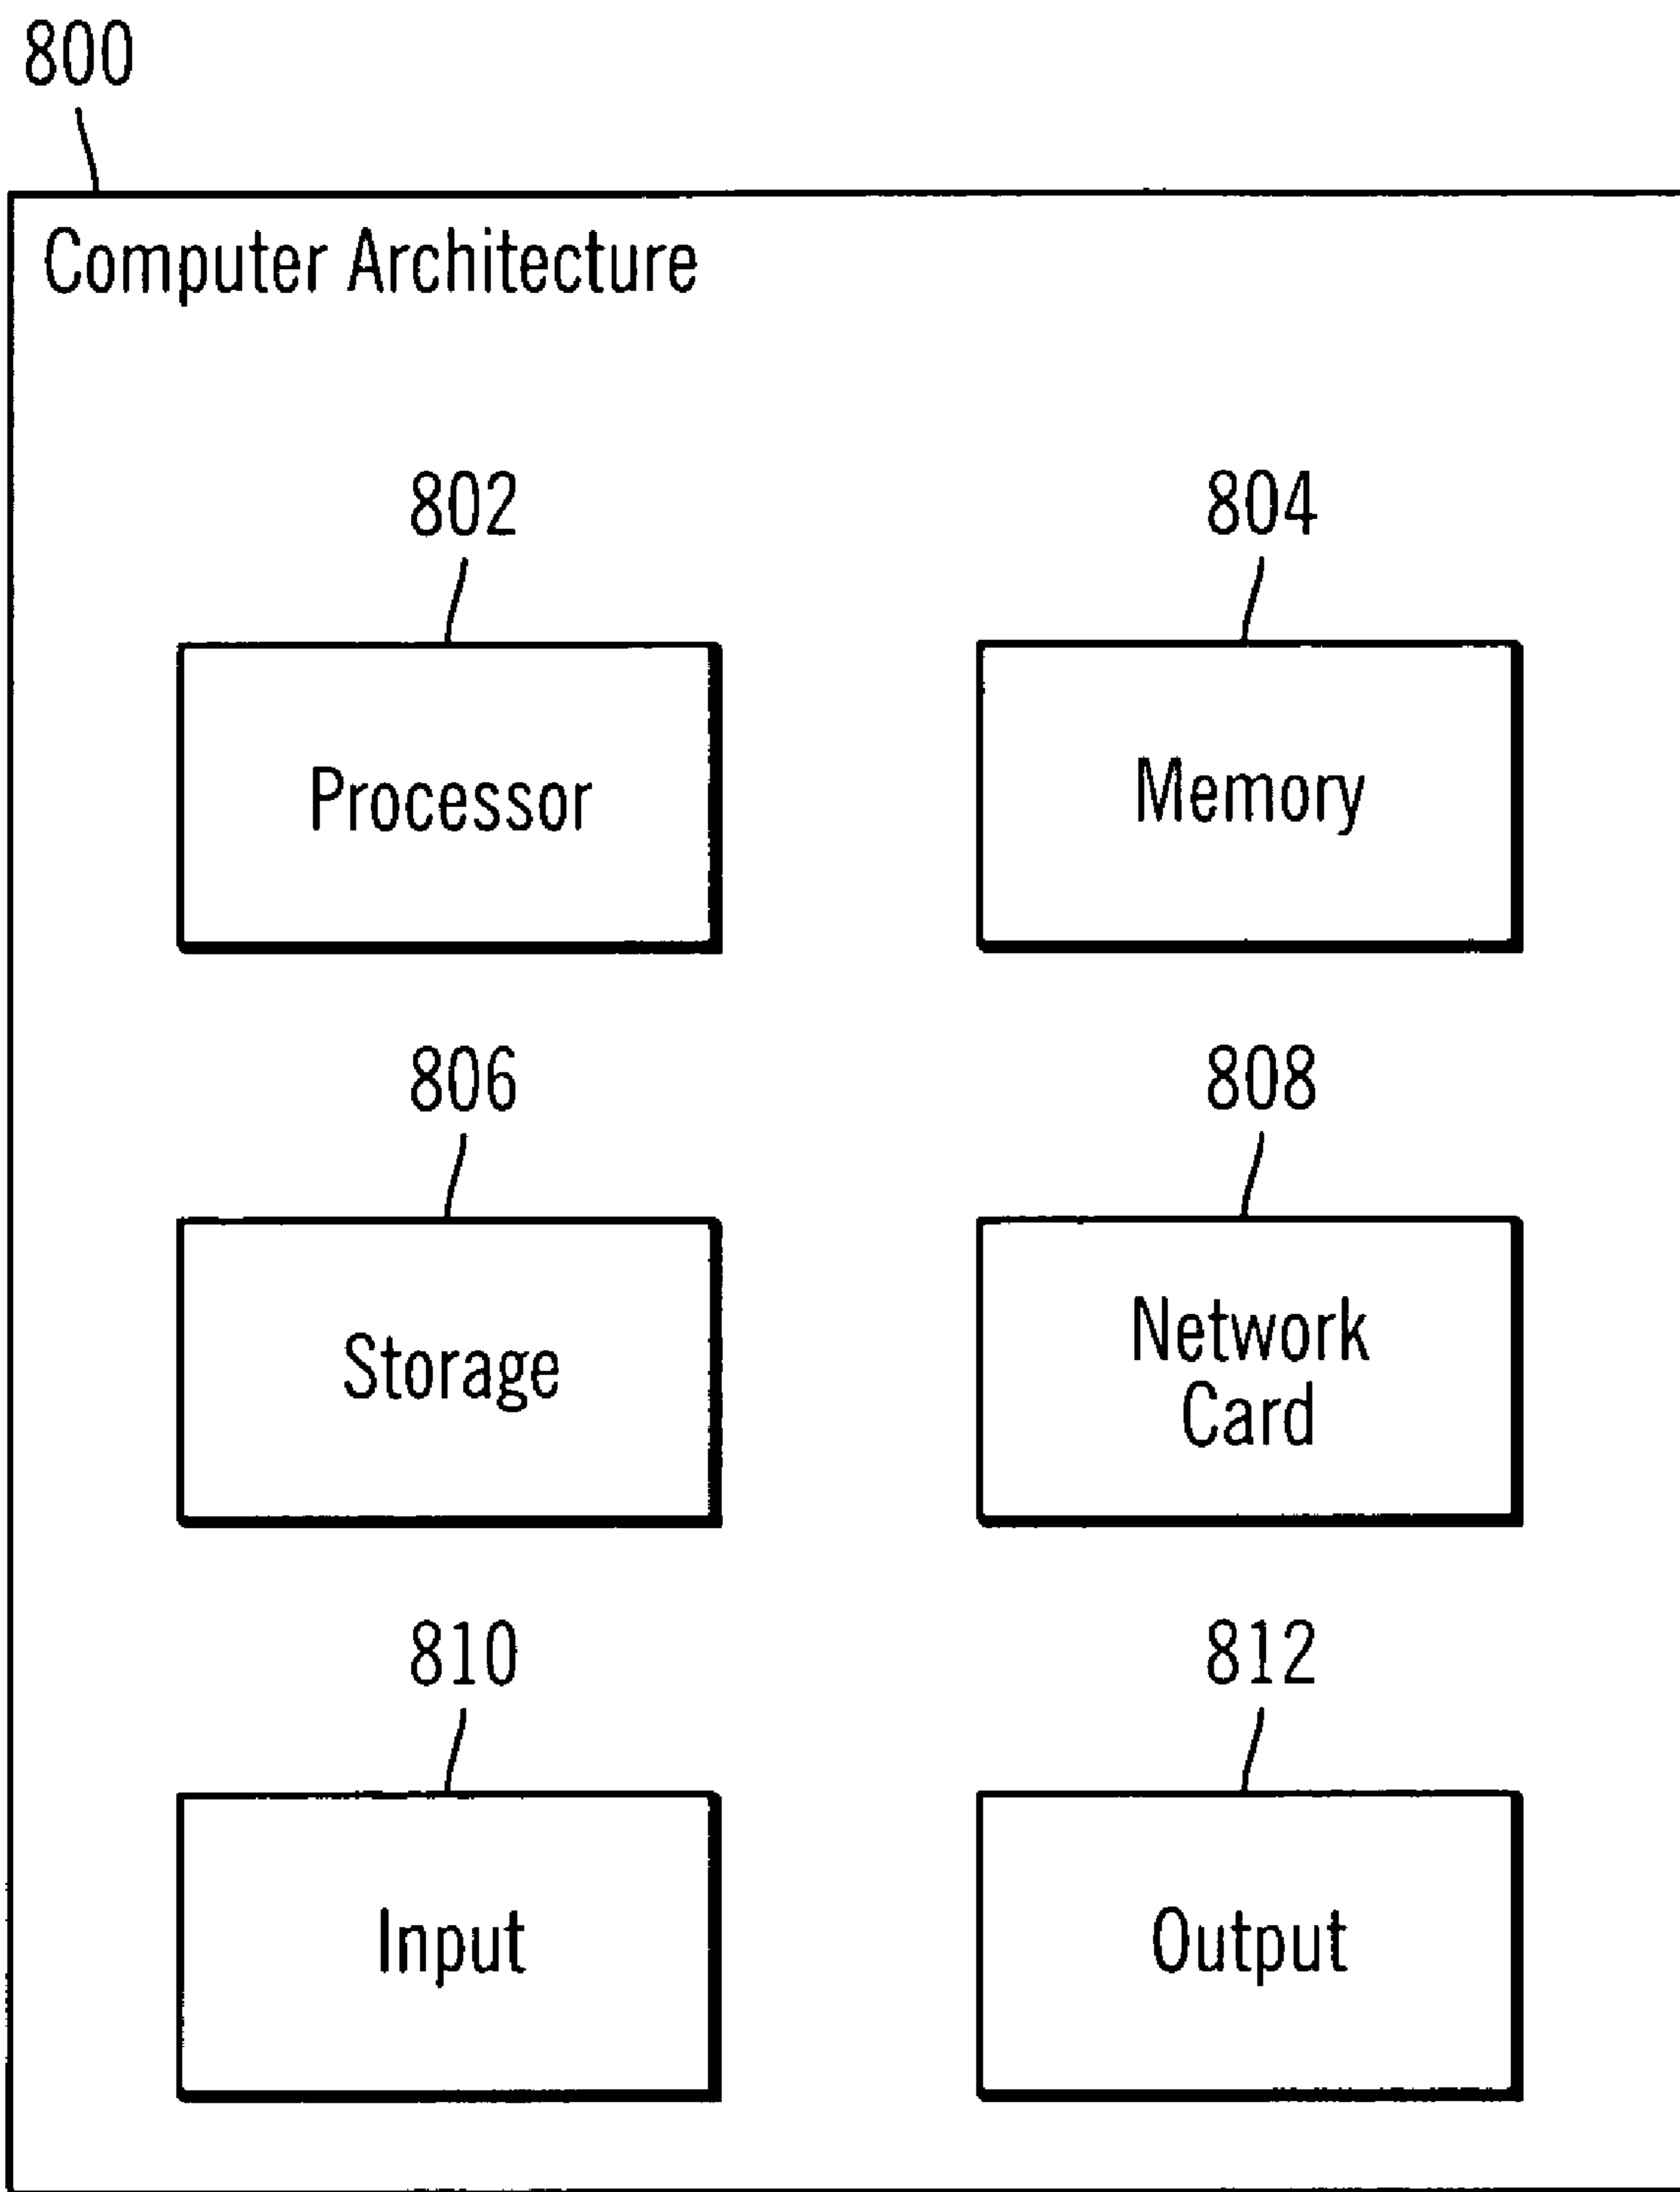 800
Computer Architecture
802
804
Processor
Memory
806
808
Storage
Network
Card
810
812
Input
Output